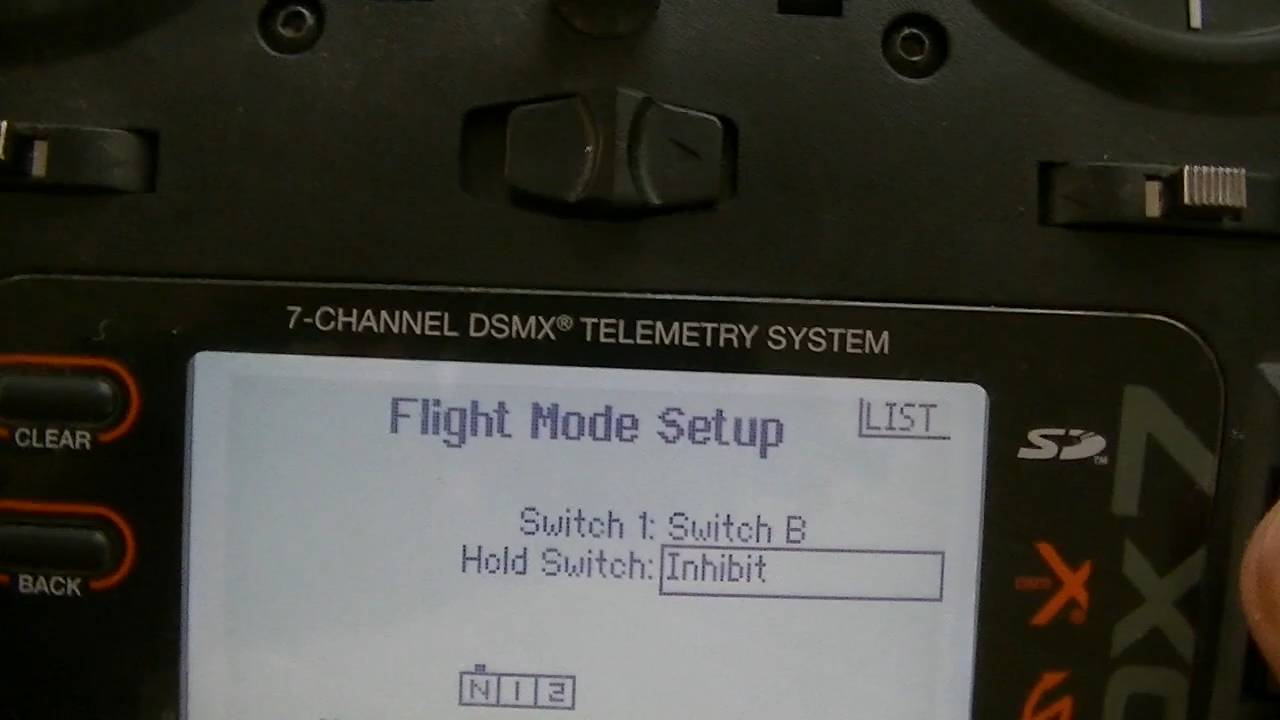 7-CHANNEL DSMX® TELEMETRY SYSTEM
Flight Mode Setup
LIST
CLEAR
SD™
Switch 1: Switch B
Hold Switch: Inhibit
BACK
N 1 2